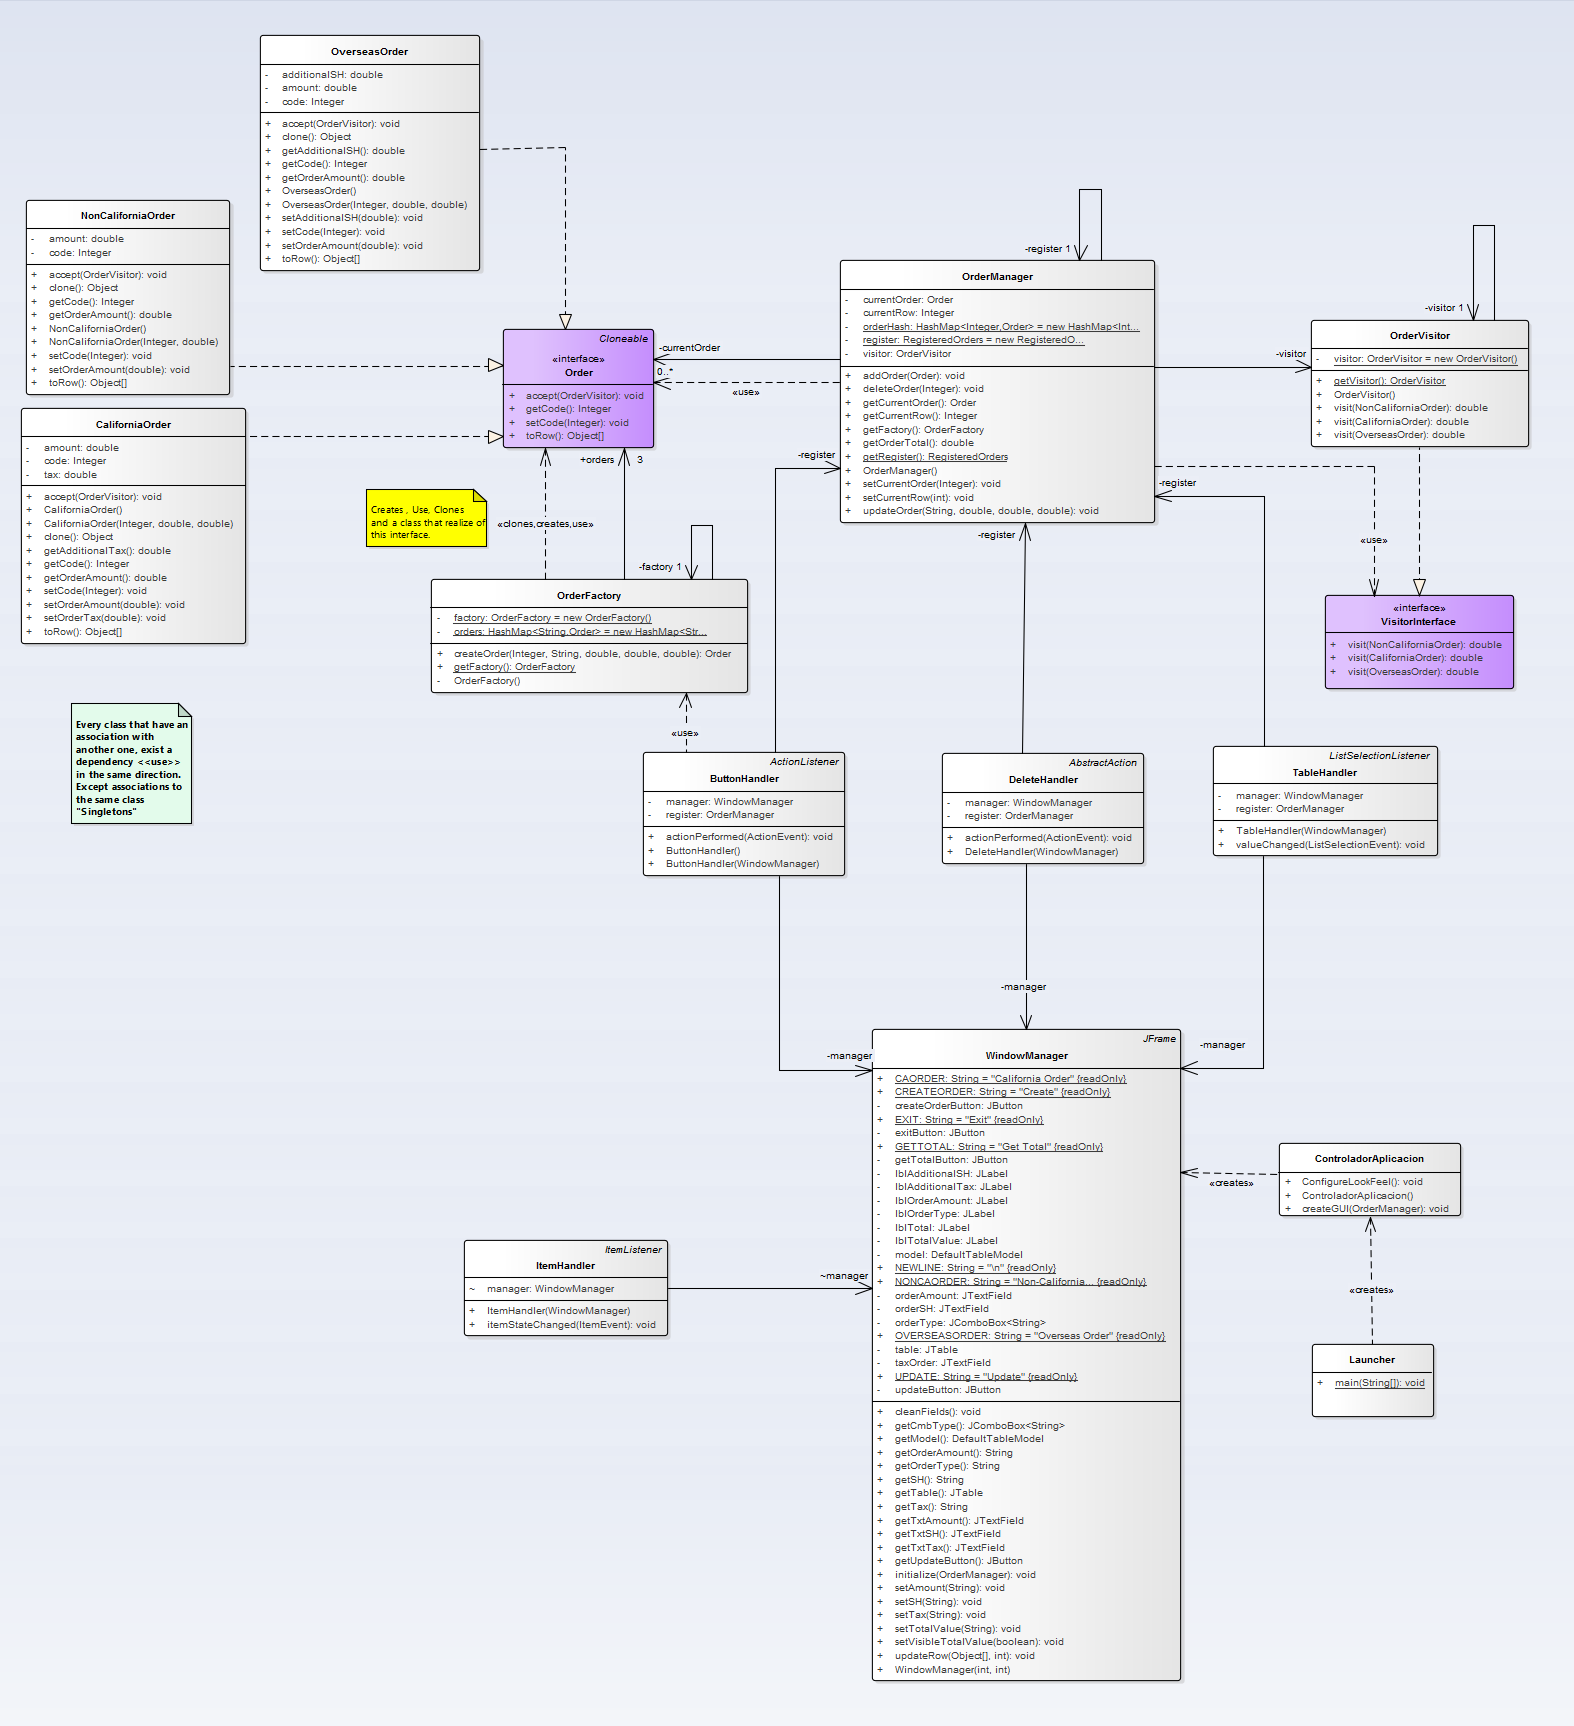 OverseasOrder
- additionalSH: double
- amount: double
- code: Integer
+ accept(OrderVisitor): void
+ clone(): Object
+ getAdditionalSH(): double
+ getCode(): Integer
+ getOrderAmount(): double
+ OverseasOrder()
+ OverseasOrder(Integer, double, double)
+ setAdditionalSH(double): void
+ setCode(Integer): void
+ setOrderAmount(double): void
+ toRow(): Object[]
NonCaliforniaOrder
- amount: double
- code: Integer
+ accept(OrderVisitor): void
+ clone(): Object
+ getCode(): Integer
+ getOrderAmount(): double
+ NonCaliforniaOrder()
+ NonCaliforniaOrder(Integer, double)
+ setCode(Integer): void
+ setOrderAmount(double): void
+ toRow(): Object[]
CaliforniaOrder
- amount: double
- code: Integer
- tax: double
+ accept(OrderVisitor): void
+ CaliforniaOrder()
+ CaliforniaOrder(Integer, double, double)
+ clone(): Object
+ getAdditionalTax(): double
+ getCode(): Integer
+ getOrderAmount(): double
+ setCode(Integer): void
+ setOrderAmount(double): void
+ setOrderTax(double): void
+ toRow(): Object[]
Cloneable
«interface»
Order
+ accept(OrderVisitor): void
+ getCode(): Integer
+ setCode(Integer): void
+ toRow(): Object[]
-currentOrder
0..*
«use»
-register 1
OrderManager
- currentOrder: Order
- currentRow: Integer
- orderHash: HashMap<Integer,Order> = new HashMap<Int...
- register: RegisteredOrders = new RegisteredO...
- visitor: OrderVisitor
+ addOrder(Order): void
+ deleteOrder(Integer): void
+ getCurrentOrder(): Order
+ getCurrentRow(): Integer
+ getFactory(): OrderFactory
+ getOrderTotal(): double
+ getRegister(): RegisteredOrders
+ OrderManager()
+ setCurrentOrder(Integer): void
+ setCurrentRow(int): void
+ updateOrder(String, double, double, double): void
-visitor
-visitor 1
OrderVisitor
- visitor: OrderVisitor = new OrderVisitor()
+ getVisitor(): OrderVisitor
+ OrderVisitor()
+ visit(NonCaliforniaOrder): double
+ visit(CaliforniaOrder): double
+ visit(OverseasOrder): double
«use»
«interface»
VisitorInterface
+ visit(NonCaliforniaOrder): double
+ visit(CaliforniaOrder): double
+ visit(OverseasOrder): double
+orders 3
Creates , Use, Clones
and a class that realize of
this interface.
«clones,creates,use»
-factory 1
OrderFactory
- factory: OrderFactory = new OrderFactory()
- orders: HashMap<String,Order> = new HashMap<Str...
+ createOrder(Integer, String, double, double, double): Order
+ getFactory(): OrderFactory
- OrderFactory()
«use»
-register
-register
-register
Every class that have an
association with
another one, exist a
dependency <<use>>
in the same direction.
Except associations to
the same class
"Singletons"
ActionListener
ButtonHandler
- manager: WindowManager
- register: OrderManager
+ actionPerformed(ActionEvent): void
+ ButtonHandler()
+ ButtonHandler(WindowManager)
AbstractAction
DeleteHandler
- manager: WindowManager
- register: OrderManager
+ actionPerformed(ActionEvent): void
+ DeleteHandler(WindowManager)
ListSelectionListener
TableHandler
- manager: WindowManager
- register: OrderManager
+ TableHandler(WindowManager)
+ valueChanged(ListSelectionEvent): void
-manager
-manager
-manager
JFrame
WindowManager
+ CAORDER: String = "California Order" {readOnly}
+ CREATEORDER: String = "Create" {readOnly}
- createOrderButton: JButton
+ EXIT: String = "Exit" {readOnly}
- exitButton: JButton
+ GETTOTAL: String = "Get Total" {readOnly}
- getTotalButton: JButton
- lblAdditionalSH: JLabel
- lblAdditionalTax: JLabel
- lblOrderAmount: JLabel
- lblOrderType: JLabel
- lblTotal: JLabel
- lblTotalValue: JLabel
- model: DefaultTableModel
+ NEWLINE: String = "\n" {readOnly}
+ NONCAORDER: String = "Non-California... {readOnly}
- orderAmount: JTextField
- orderSH: JTextField
- orderType: JComboBox<String>
+ OVERSEASORDER: String = "Overseas Order" {readOnly}
- table: JTable
- taxOrder: JTextField
+ UPDATE: String = "Update" {readOnly}
- updateButton: JButton
+ cleanFields(): void
+ getCmbType(): JComboBox<String>
+ getModel(): DefaultTableModel
+ getOrderAmount(): String
+ getOrderType(): String
+ getSH(): String
+ getTable(): JTable
+ getTax(): String
+ getTxtAmount(): JTextField
+ getTxtSH(): JTextField
+ getTxtTax(): JTextField
+ getUpdateButton(): JButton
+ initialize(OrderManager): void
+ setAmount(String): void
+ setSH(String): void
+ setTax(String): void
+ setTotalValue(String): void
+ setVisibleTotalValue(boolean): void
+ updateRow(Object[], int): void
+ WindowManager(int, int)
ItemListener
ItemHandler
~ manager: WindowManager
+ ItemHandler(WindowManager)
+ itemStateChanged(ItemEvent): void
~manager
ControladorAplicacion
+ ConfigureLookFeel(): void
+ ControladorAplicacion()
+ createGUI(OrderManager): void
«creates»
«creates»
Launcher
+ main(String[]): void